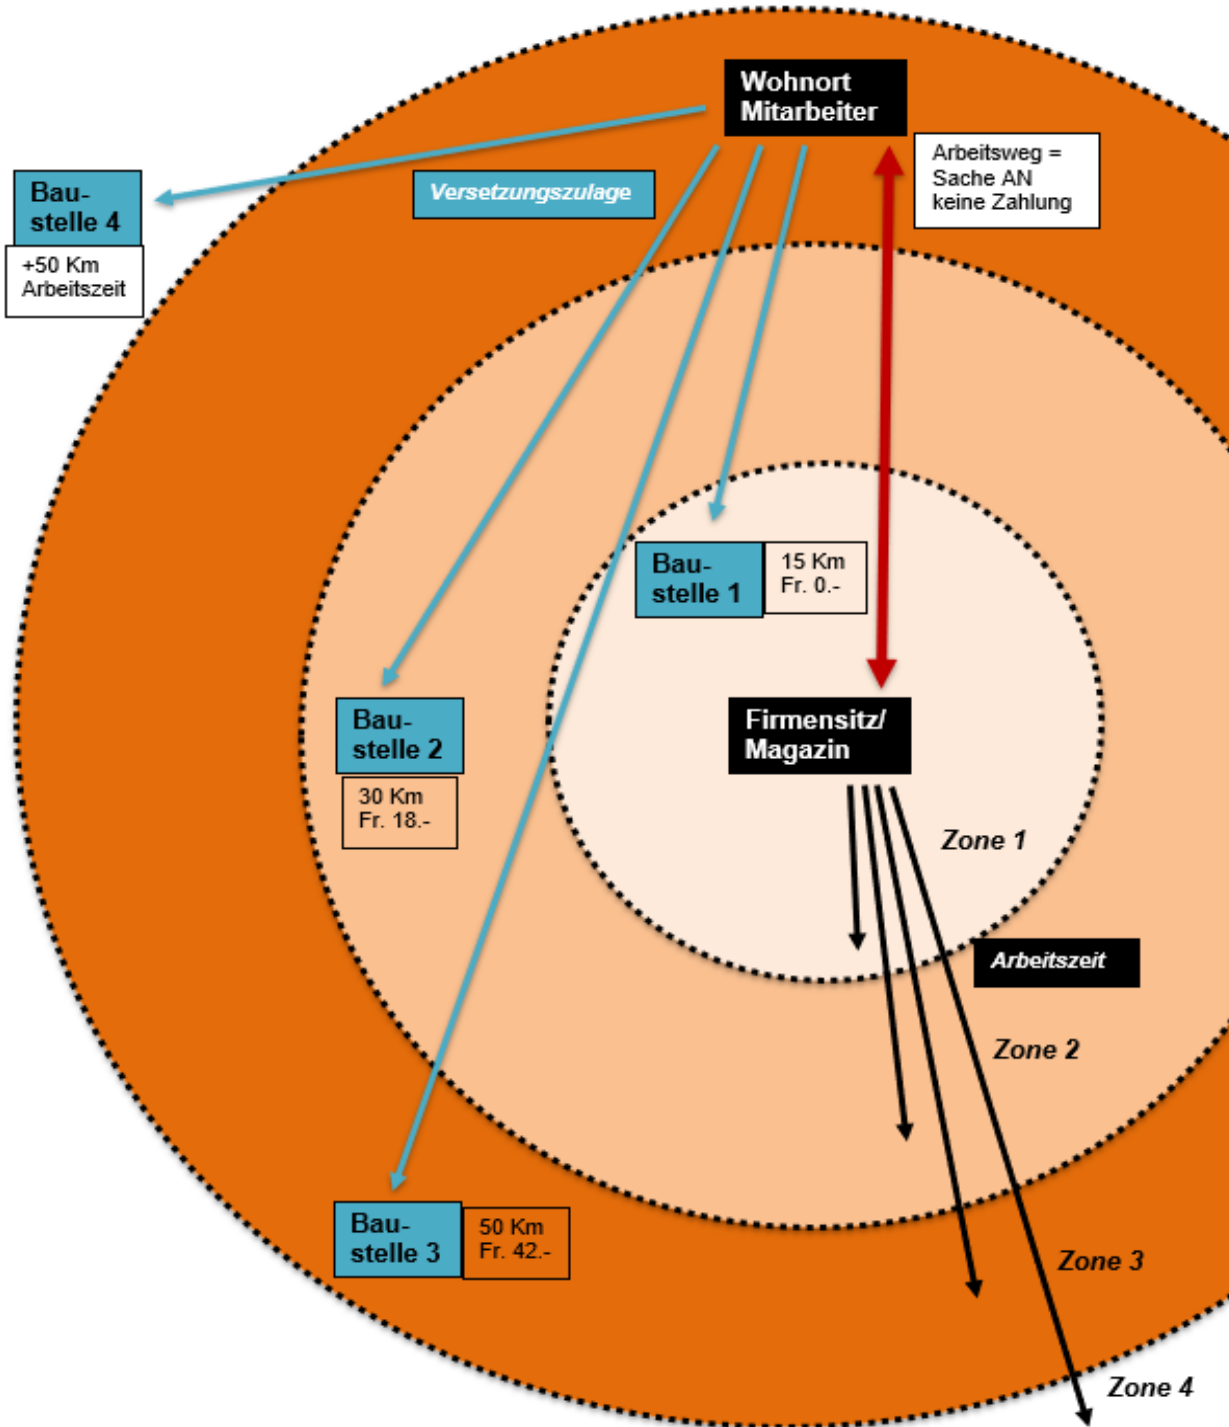 Wohnort
Mitarbeiter
Arbeitsweg =
Sache AN
keine Zahlung
Versetzungszulage
Bau-
stelle 4
+50 Km
Arbeitszeit
Bau-
stelle 1
15 Km
Fr. 0.-
Bau-
stelle 2
30 Km
Fr. 18.-
Firmensitz/
Magazin
Zone 1
Arbeitszeit
Zone 2
Bau-
stelle 3
50 Km
Fr. 42.-
Zone 3
Zone 4